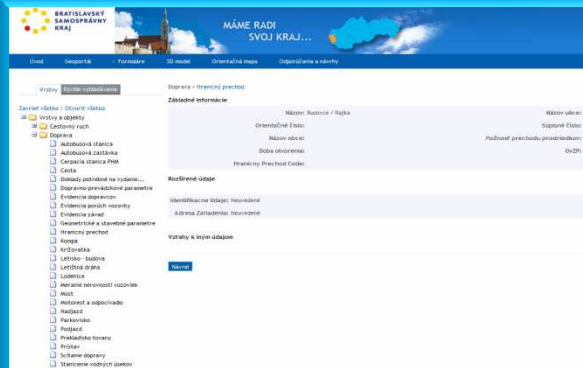 BRATISLAVSKÝ
SAMOSPRÁVNY
KRAJ
MÁME RADI
SVOJ KRAJ...
Úvod Geoportál Formuláre 3D model Orientačná mapa Odporúčania a návrhy
Vrstvy Rýchle vyhľadávanie
Zavrieť všetko | Otvoriť všetko
Vrstvy a objekty
Cestovný ruch
Doprava
Autobusová stanica
Autobusová zastávka
Čerpacia stanica PHM
Cesta
Doklady potrebné na vydanie...
Dopravno-prevádzkové parametre
Evidencia dopravcov
Evidencia porúch vozovky
Evidencia závad
Geometrické a stavebné parametre
Hraničný prechod
Kompa
Križovatka
Letisko - budova
Letištná dráha
Lodenice
Meranie nerovností vozoviek
Most
Motorest a odpočívadlo
Nadjazd
Parkovisko
Podjazd
Prekladisko tovaru
Prístav
Sčítanie dopravy
Staničenie vodných úsekov
Doprava » Hraničný prechod
Základné informácie
Názov: Rusovce / Rajka Názov ulice:
Orientačné číslo: Súpisné číslo:
Názov obce: Možnosť prechodu prostriedkov:
Doba otvorenia: OvZP:
Hranicny Prechod Code:
Rozšírené údaje
Identifikačné údaje: Neuvedené
Adresa Zariadenia: Neuvedené
Vzťahy k iným údajom
Návrat